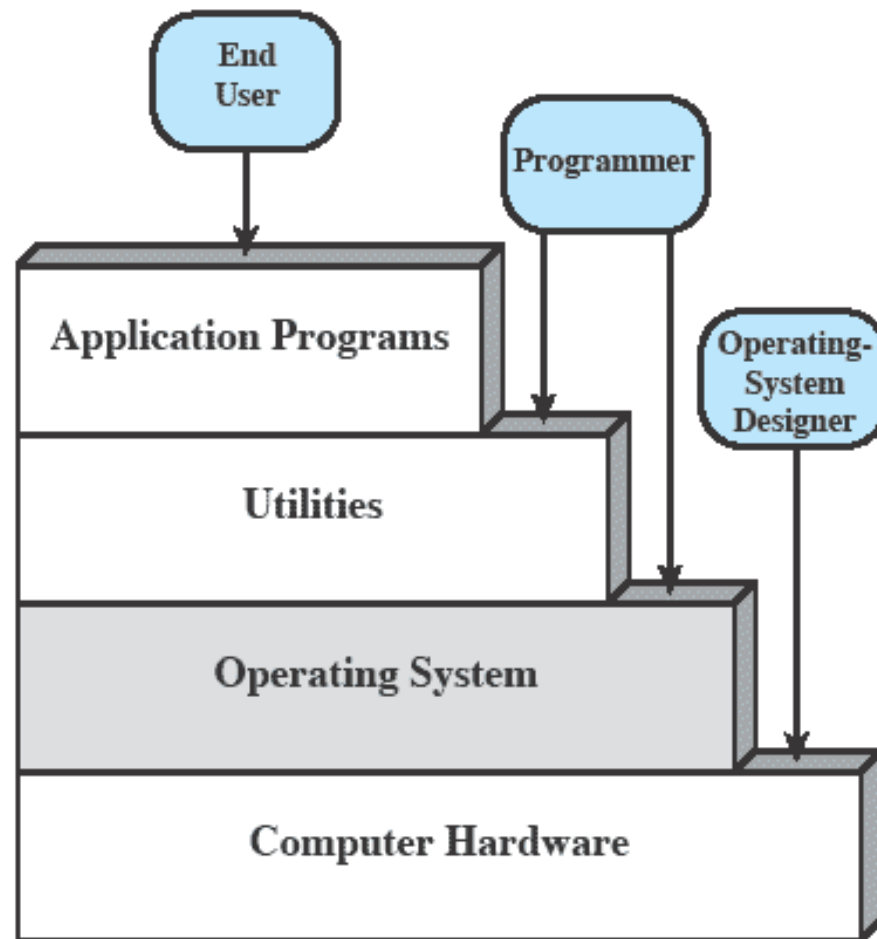 End
User
Programmer
Application Programs
Operating-
System
Designer
Utilities
Operating System
Computer Hardware